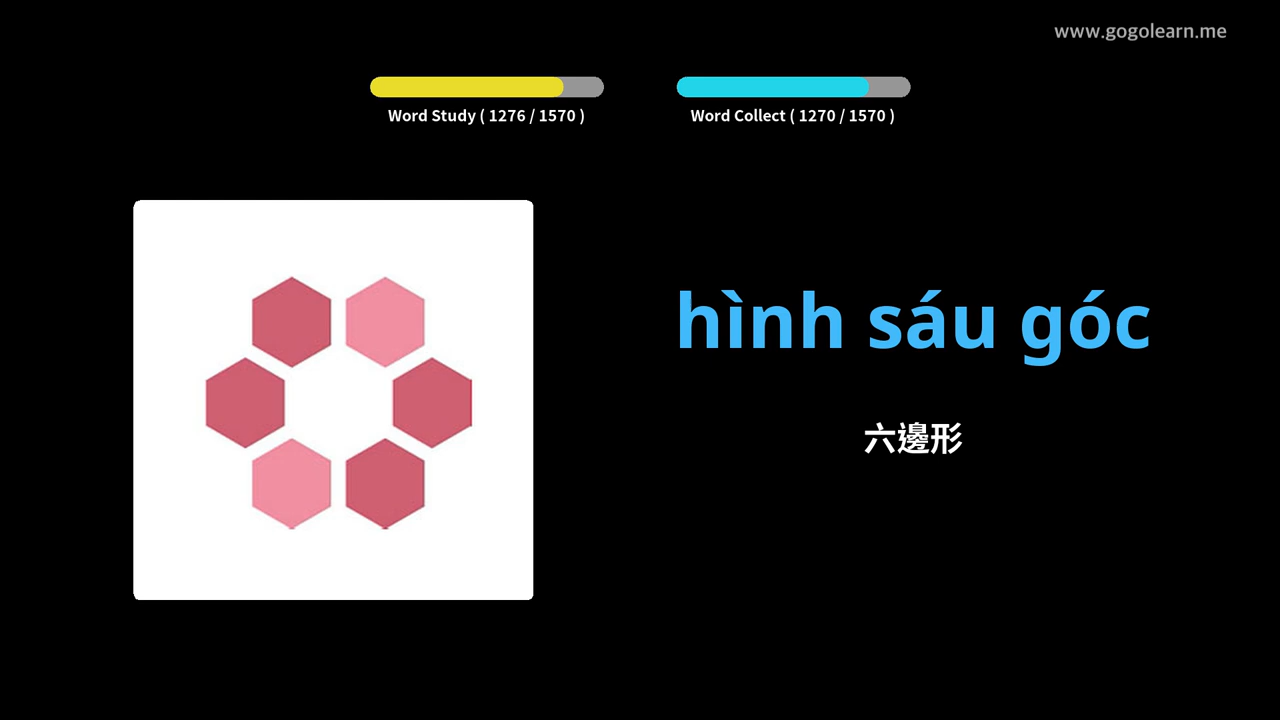 www.gogolearn.me
Word Study ( 1276 / 1570 )
Word Collect ( 1270 / 1570 )
hình sáu góc
六邊形